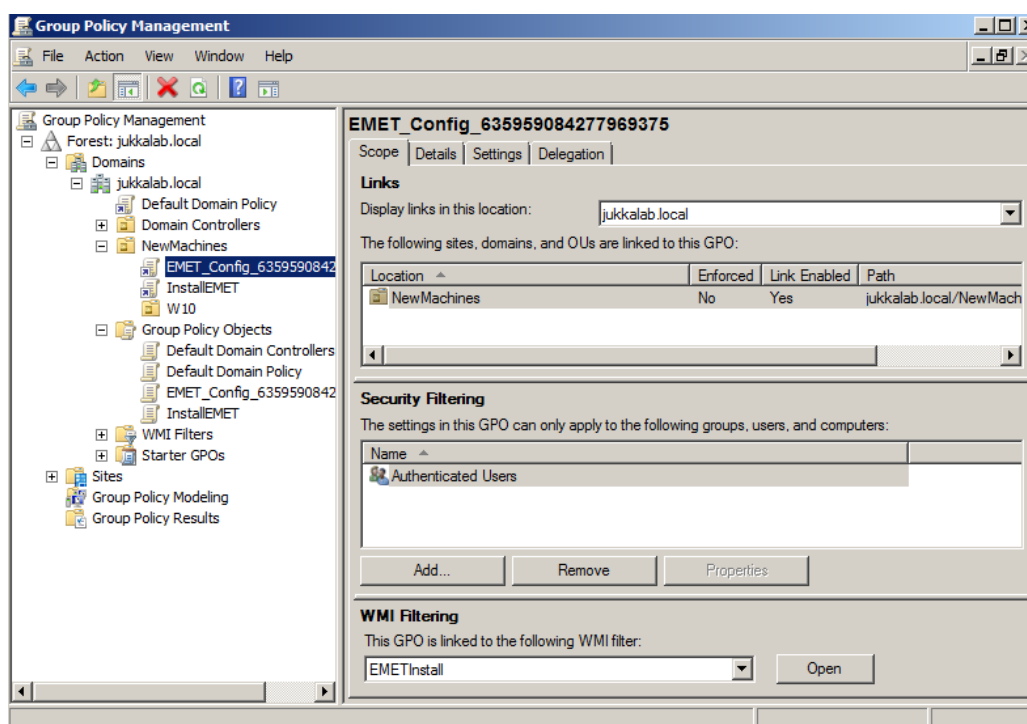 Group Policy Management
File Action View Window Help
Group Policy Management
Forest: jukkalab.local
Domains
jukkalab.local
Default Domain Policy
Domain Controllers
NewMachines
EMET_Config_6359590842
InstallEMET
W10
Group Policy Objects
Default Domain Controllers
Default Domain Policy
EMET_Config_6359590842
InstallEMET
WMI Filters
Starter GPOs
Sites
Group Policy Modeling
Group Policy Results
EMET_Config_635959084277969375
Scope Details Settings Delegation
Links
Display links in this location: jukkalab.local
The following sites, domains, and OUs are linked to this GPO:
Location Enforced Link Enabled Path
NewMachines No Yes jukkalab.local/NewMach
Security Filtering
The settings in this GPO can only apply to the following groups, users, and computers:
Name
Authenticated Users
Add... Remove Properties
WMI Filtering
This GPO is linked to the following WMI filter:
EMETInstall Open